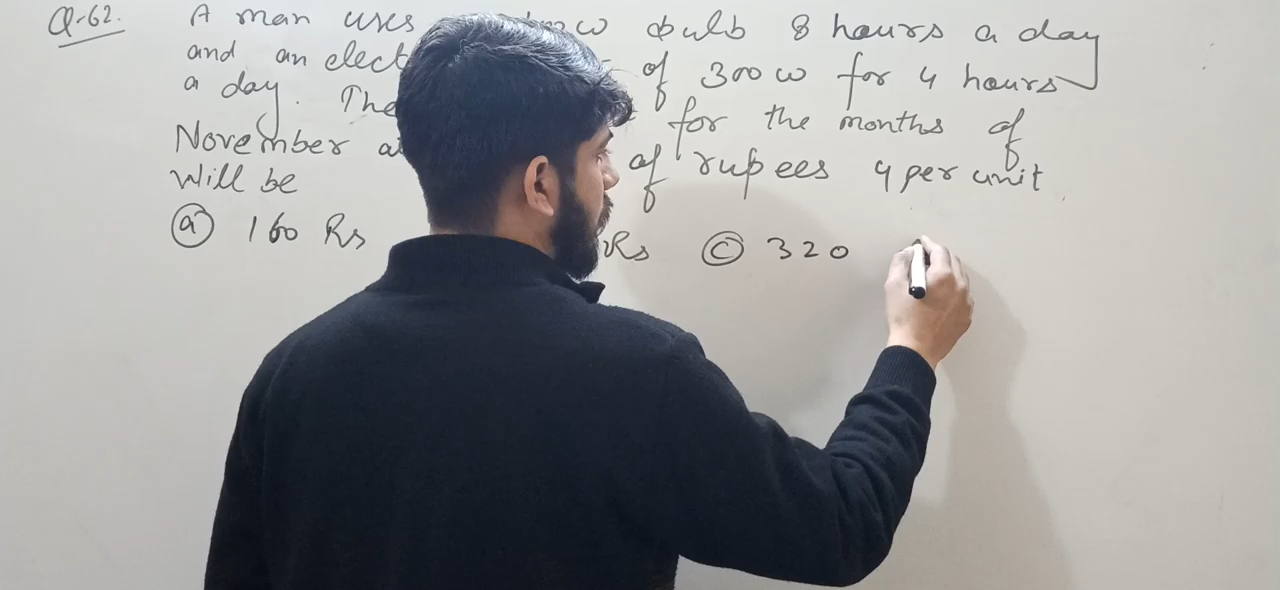 Q.62. A man uses bulb 8 hours a day
and an elect of 300 w for 4 hours
a day. The for the months of
November at of rupees 4 per unit
will be
(a) 160 Rs Rs (c) 320